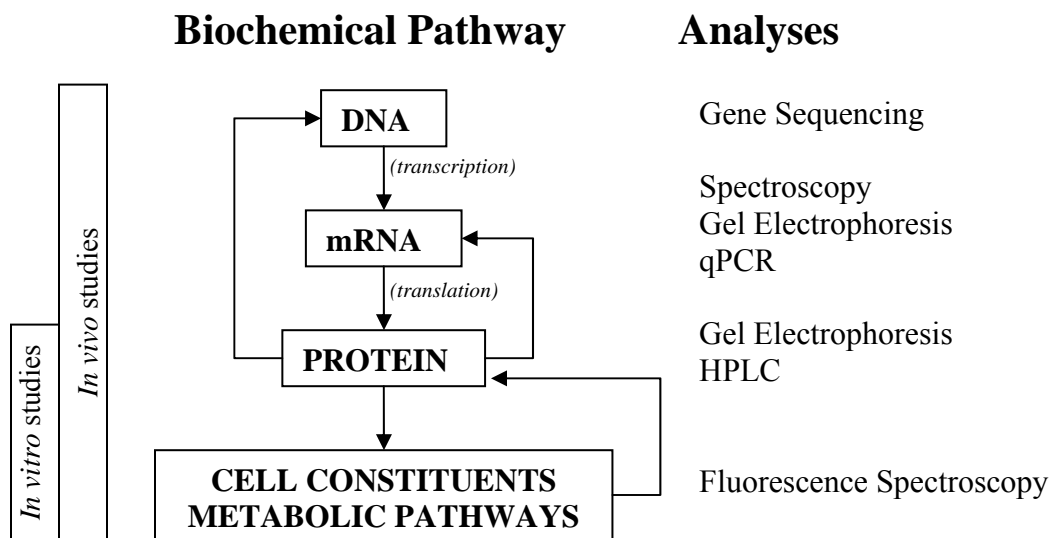 Biochemical Pathway
Analyses
DNA
Gene Sequencing
(transcription)
Spectroscopy
mRNA
Gel Electrophoresis
qPCR
(translation)
Gel Electrophoresis
PROTEIN
HPLC
CELL CONSTITUENTS
METABOLIC PATHWAYS
Fluorescence Spectroscopy
In vivo studies
In vitro studies